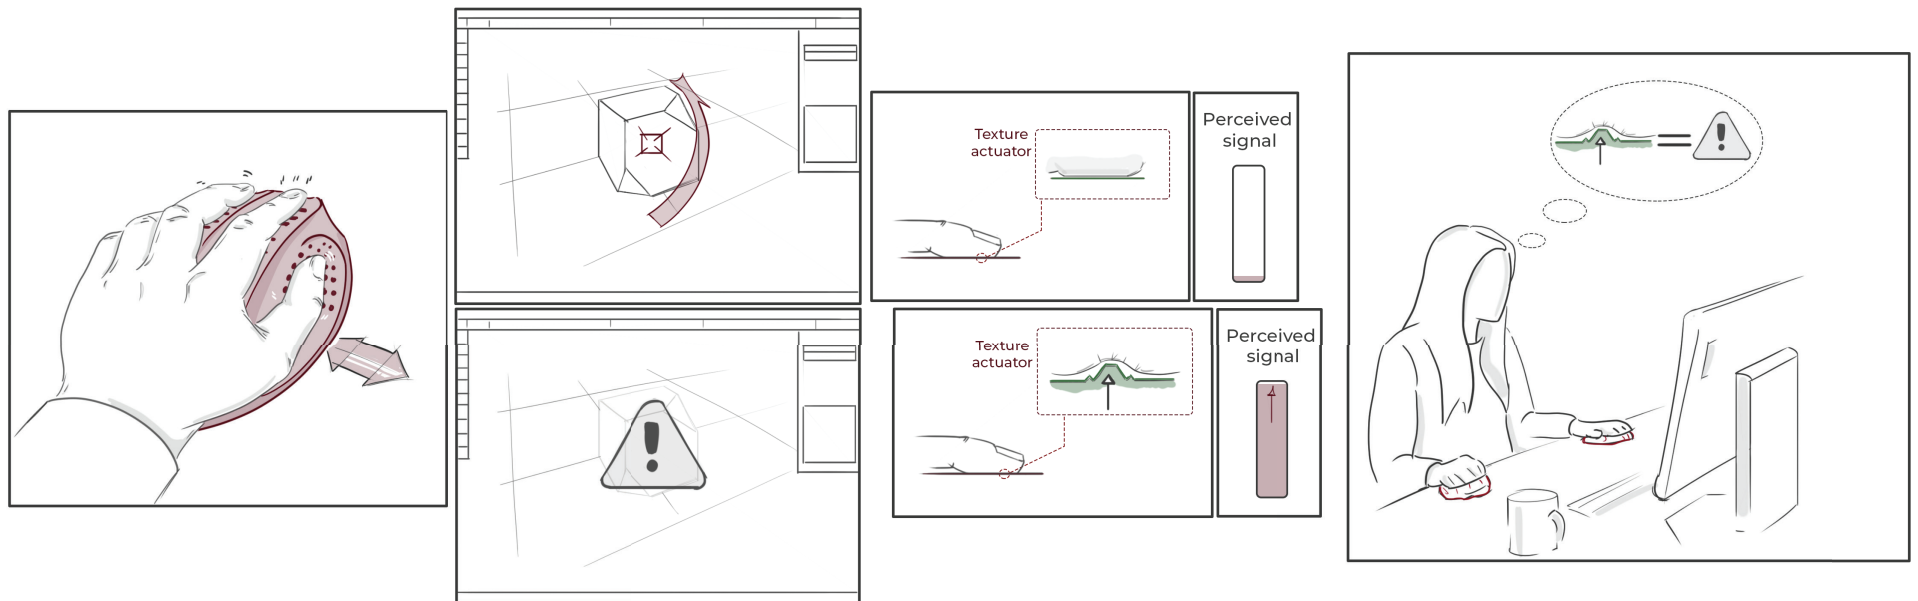 Texture
actuator
Perceived
signal
Texture
actuator
Perceived
signal